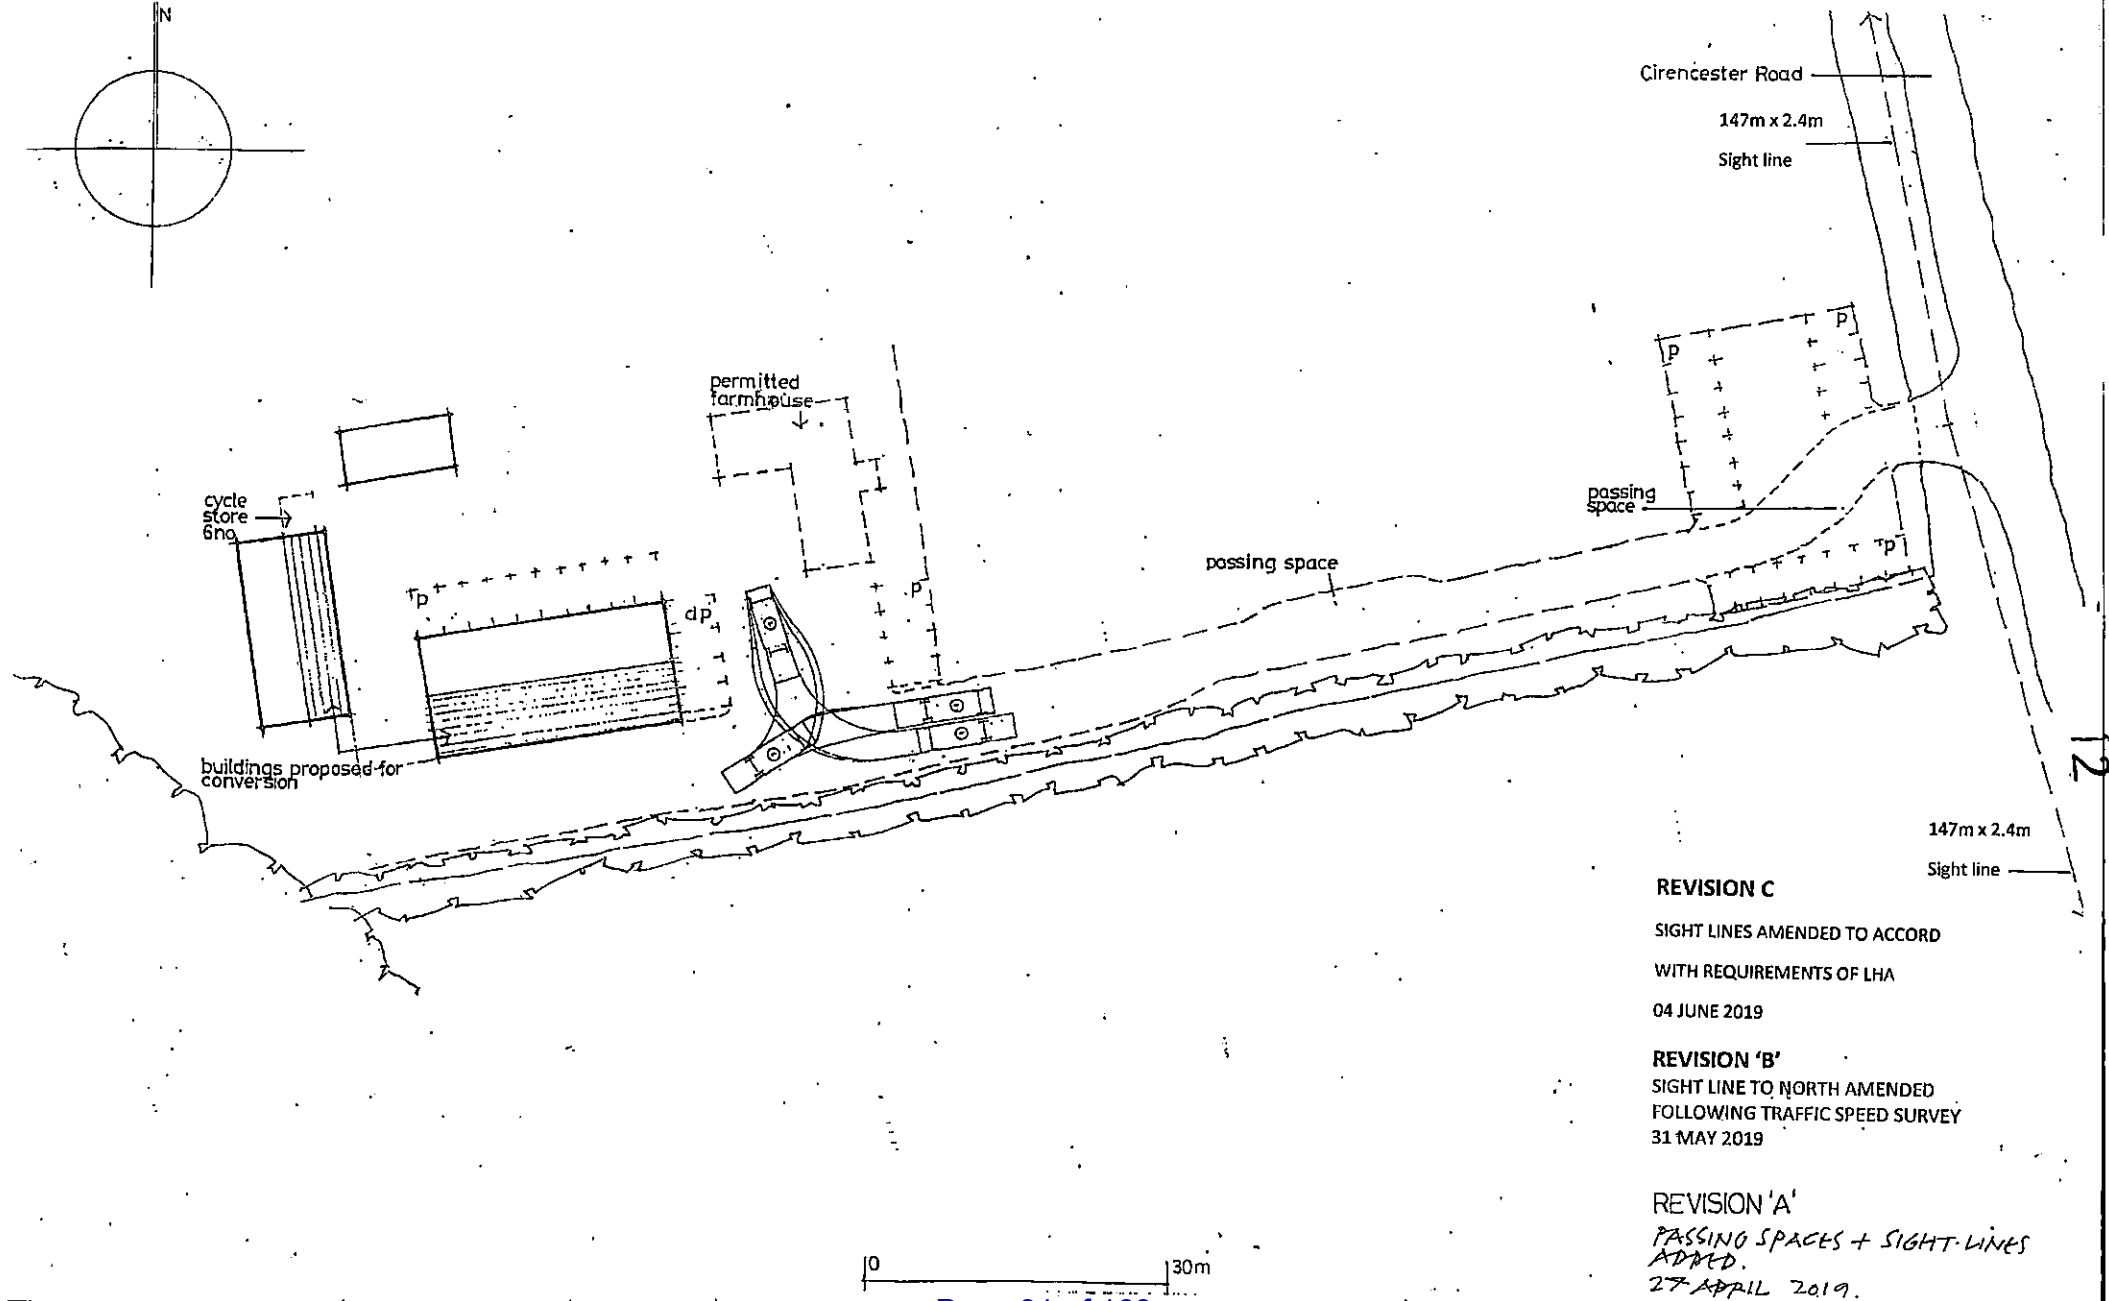 N
Cirencester Road
147m x 2.4m
Sight line
p
p
permitted
farmhouse
cycle
store
6no
passing
space
passing space
p
p
p
dp
buildings proposed for
conversion
12
147m x 2.4m
Sight line
REVISION C
SIGHT LINES AMENDED TO ACCORD
WITH REQUIREMENTS OF LHA
04 JUNE 2019
REVISION ‘B’
SIGHT LINE TO NORTH AMENDED
FOLLOWING TRAFFIC SPEED SURVEY
31 MAY 2019
REVISION 'A'
PASSING SPACES + SIGHT-LINES
ADDED.
27 APRIL 2019.
0
30m